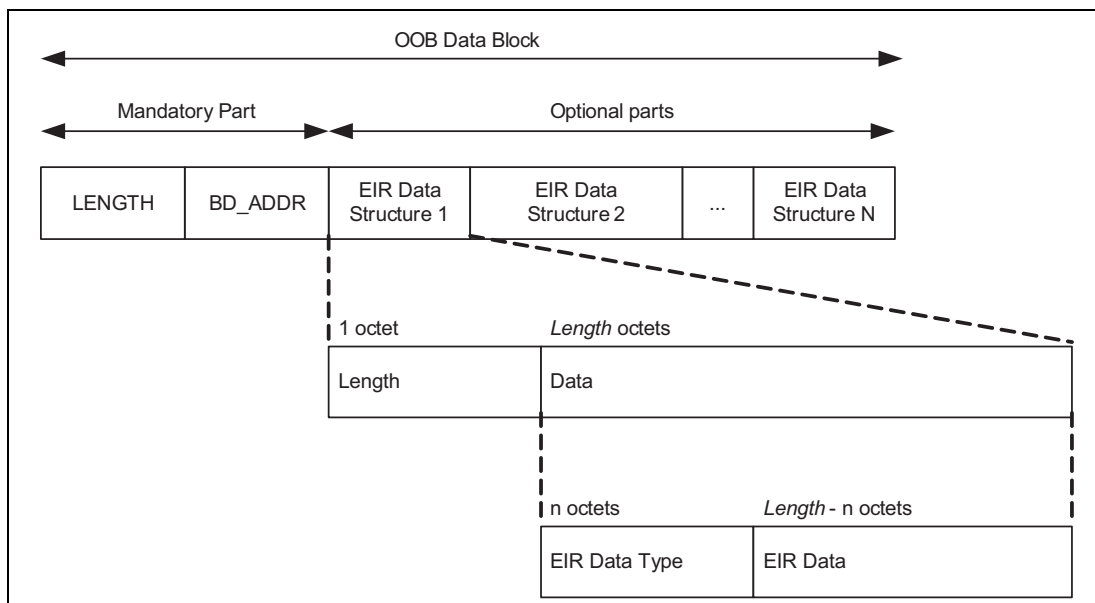 OOB Data Block
Mandatory Part
Optional parts
LENGTH
BD_ADDR
EIR Data
Structure 1
EIR Data
Structure 2
...
EIR Data
Structure N
1 octet
Length octets
Length
Data
n octets
Length - n octets
EIR Data Type
EIR Data